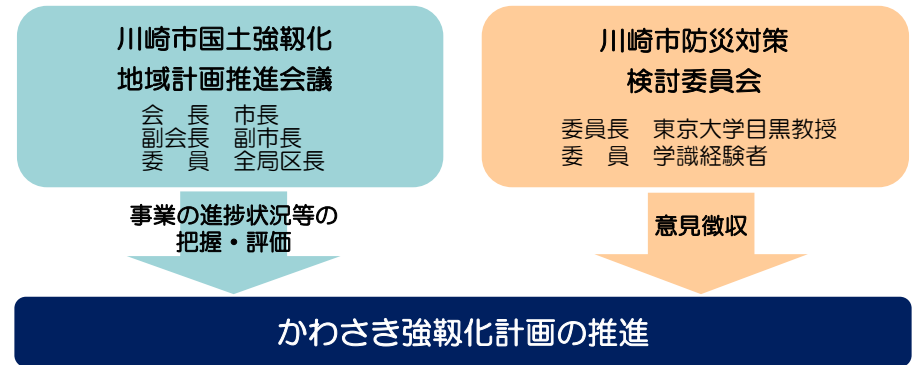 川崎市国土強靱化
地域計画推進会議
会　長　市長
副会長　副市長
委　員　全局区長
事業の進捗状況等の
把握・評価
川崎市防災対策
検討委員会
委員長　東京大学目黒教授
委　員　学識経験者
意見徴収
かわさき強靱化計画の推進